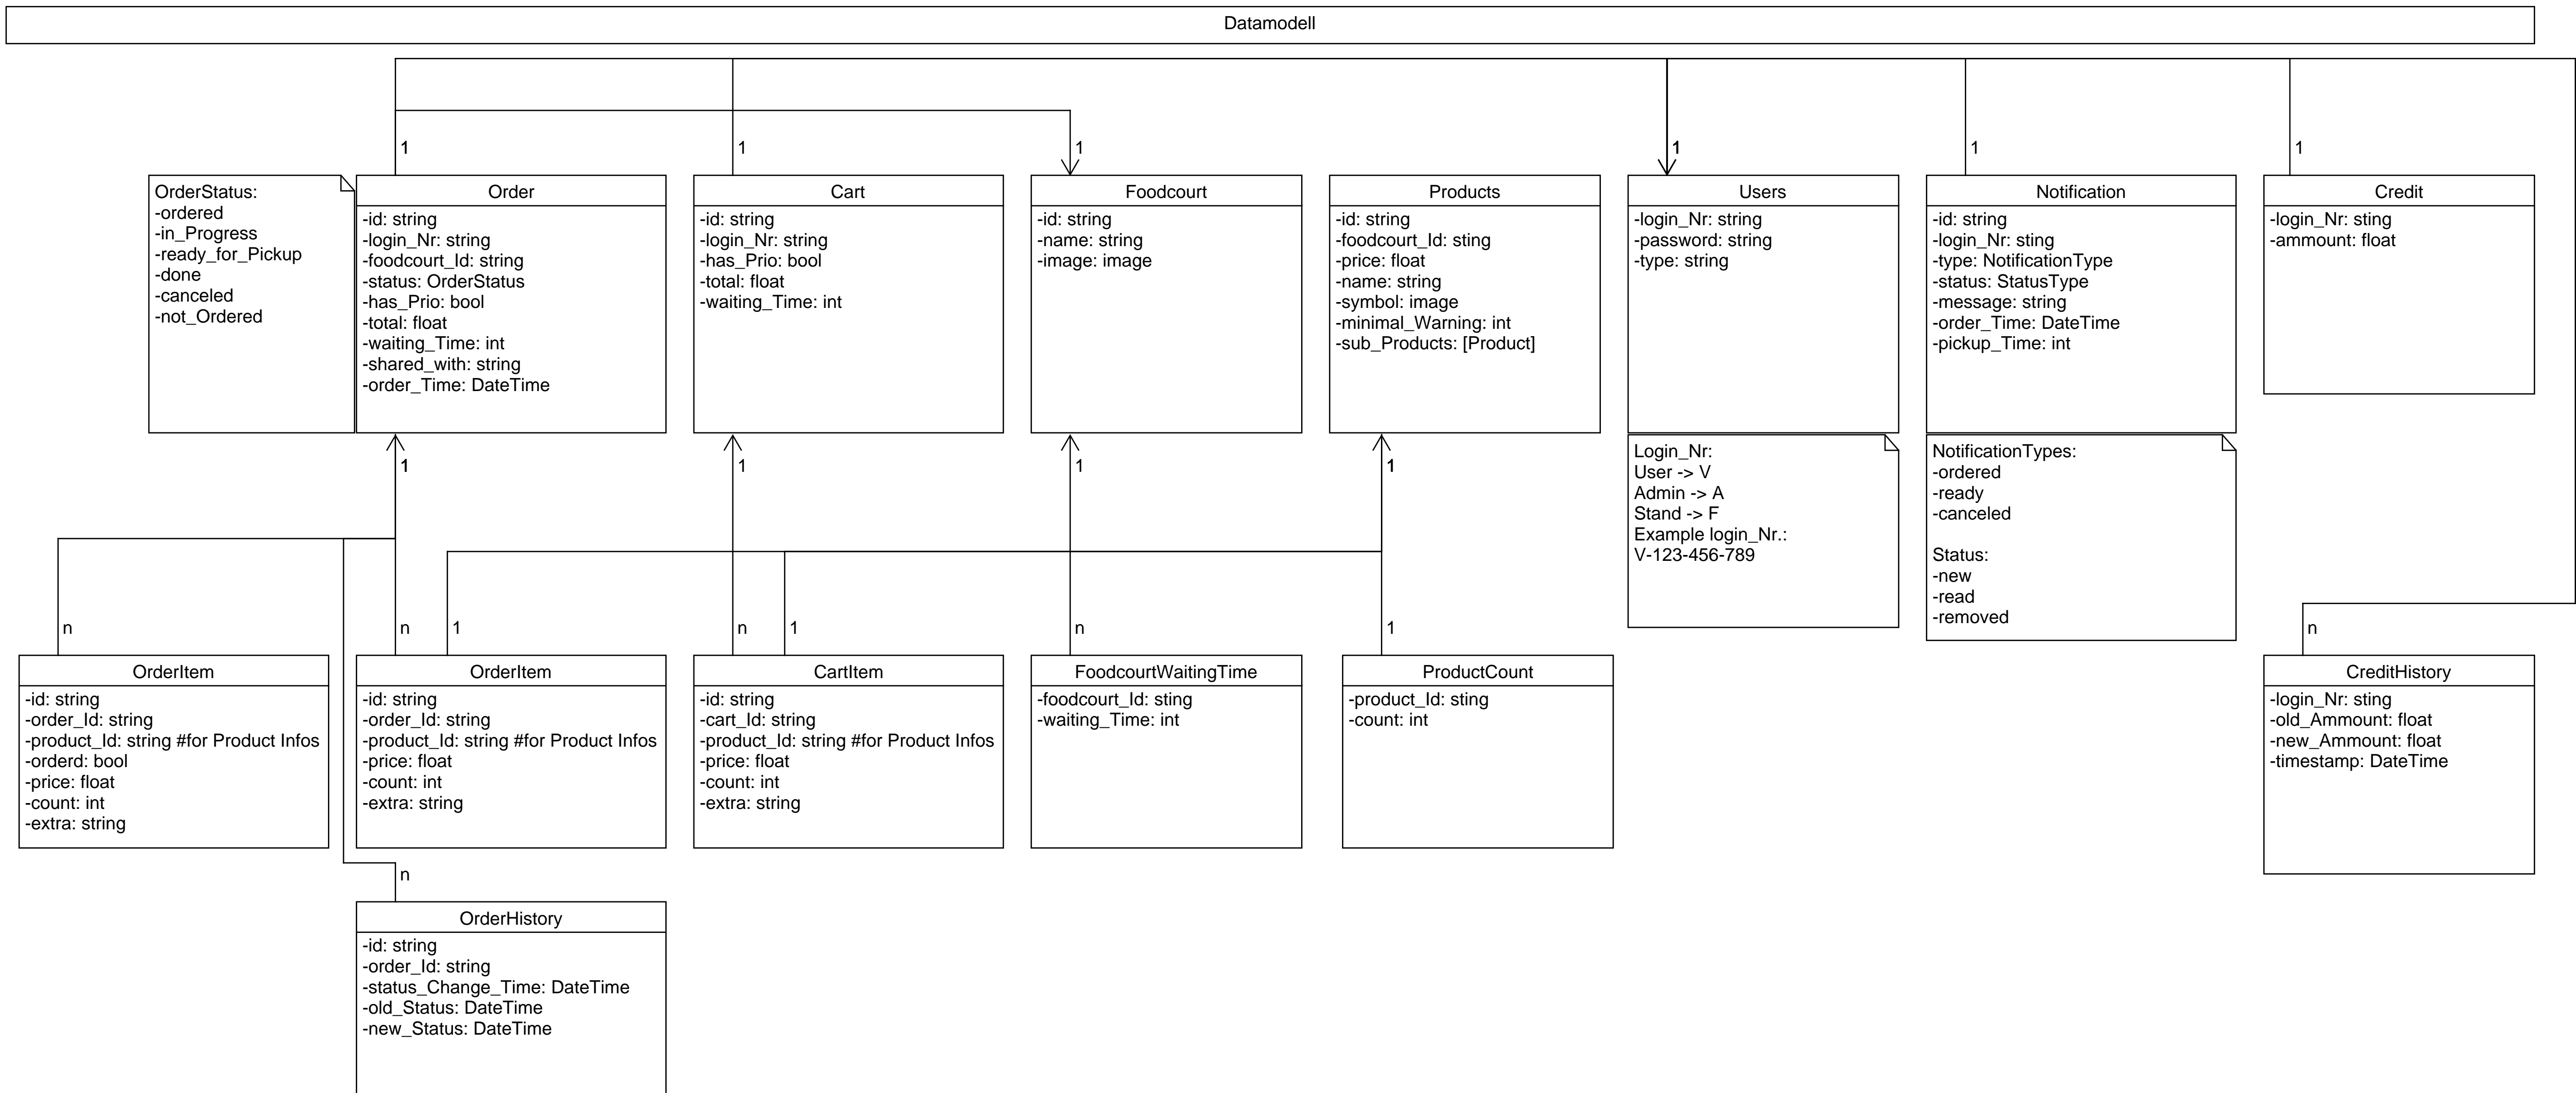 Datamodell
1
1
1
1
1
1
OrderStatus:
-ordered
-in_Progress
-ready_for_Pickup
-done
-canceled
-not_Ordered
Order
-id: string
-login_Nr: string
-foodcourt_Id: string
-status: OrderStatus
-has_Prio: bool
-total: float
-waiting_Time: int
-shared_with: string
-order_Time: DateTime
Cart
-id: string
-login_Nr: string
-has_Prio: bool
-total: float
-waiting_Time: int
Foodcourt
-id: string
-name: string
-image: image
Products
-id: string
-foodcourt_Id: sting
-price: float
-name: string
-symbol: image
-minimal_Warning: int
-sub_Products: [Product]
Users
-login_Nr: string
-password: string
-type: string
Notification
-id: string
-login_Nr: sting
-type: NotificationType
-status: StatusType
-message: string
-order_Time: DateTime
-pickup_Time: int
Credit
-login_Nr: sting
-ammount: float
1
1
1
1
Login_Nr:
User -> V
Admin -> A
Stand -> F
Example login_Nr.:
V-123-456-789
NotificationTypes:
-ordered
-ready
-canceled
Status:
-new
-read
-removed
n
n
1
n
1
n
1
n
OrderItem
-id: string
-order_Id: string
-product_Id: string #for Product Infos
-orderd: bool
-price: float
-count: int
-extra: string
OrderItem
-id: string
-order_Id: string
-product_Id: string #for Product Infos
-price: float
-count: int
-extra: string
CartItem
-id: string
-cart_Id: string
-product_Id: string #for Product Infos
-price: float
-count: int
-extra: string
FoodcourtWaitingTime
-foodcourt_Id: sting
-waiting_Time: int
ProductCount
-product_Id: sting
-count: int
CreditHistory
-login_Nr: sting
-old_Ammount: float
-new_Ammount: float
-timestamp: DateTime
n
OrderHistory
-id: string
-order_Id: string
-status_Change_Time: DateTime
-old_Status: DateTime
-new_Status: DateTime